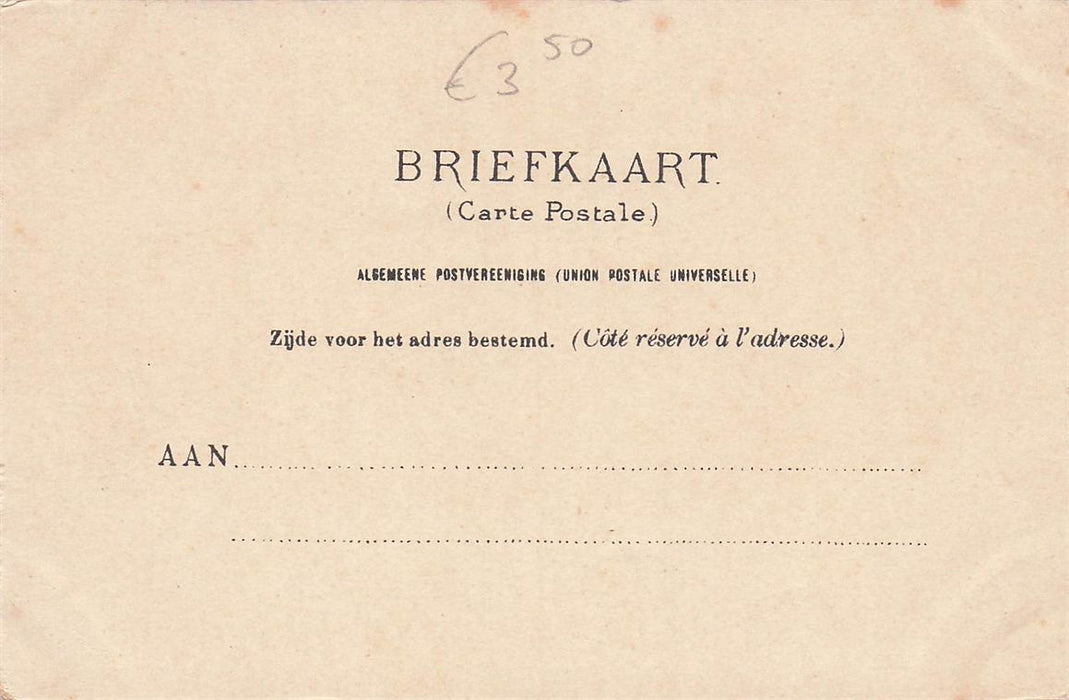 € 3 50
BRIEFKAART.
(Carte Postale.)
ALGEMEENE POSTVEREENIGING (UNION POSTALE UNIVERSELLE)
Zijde voor het adres bestemd. (Côté réservé à l'adresse.)
AAN